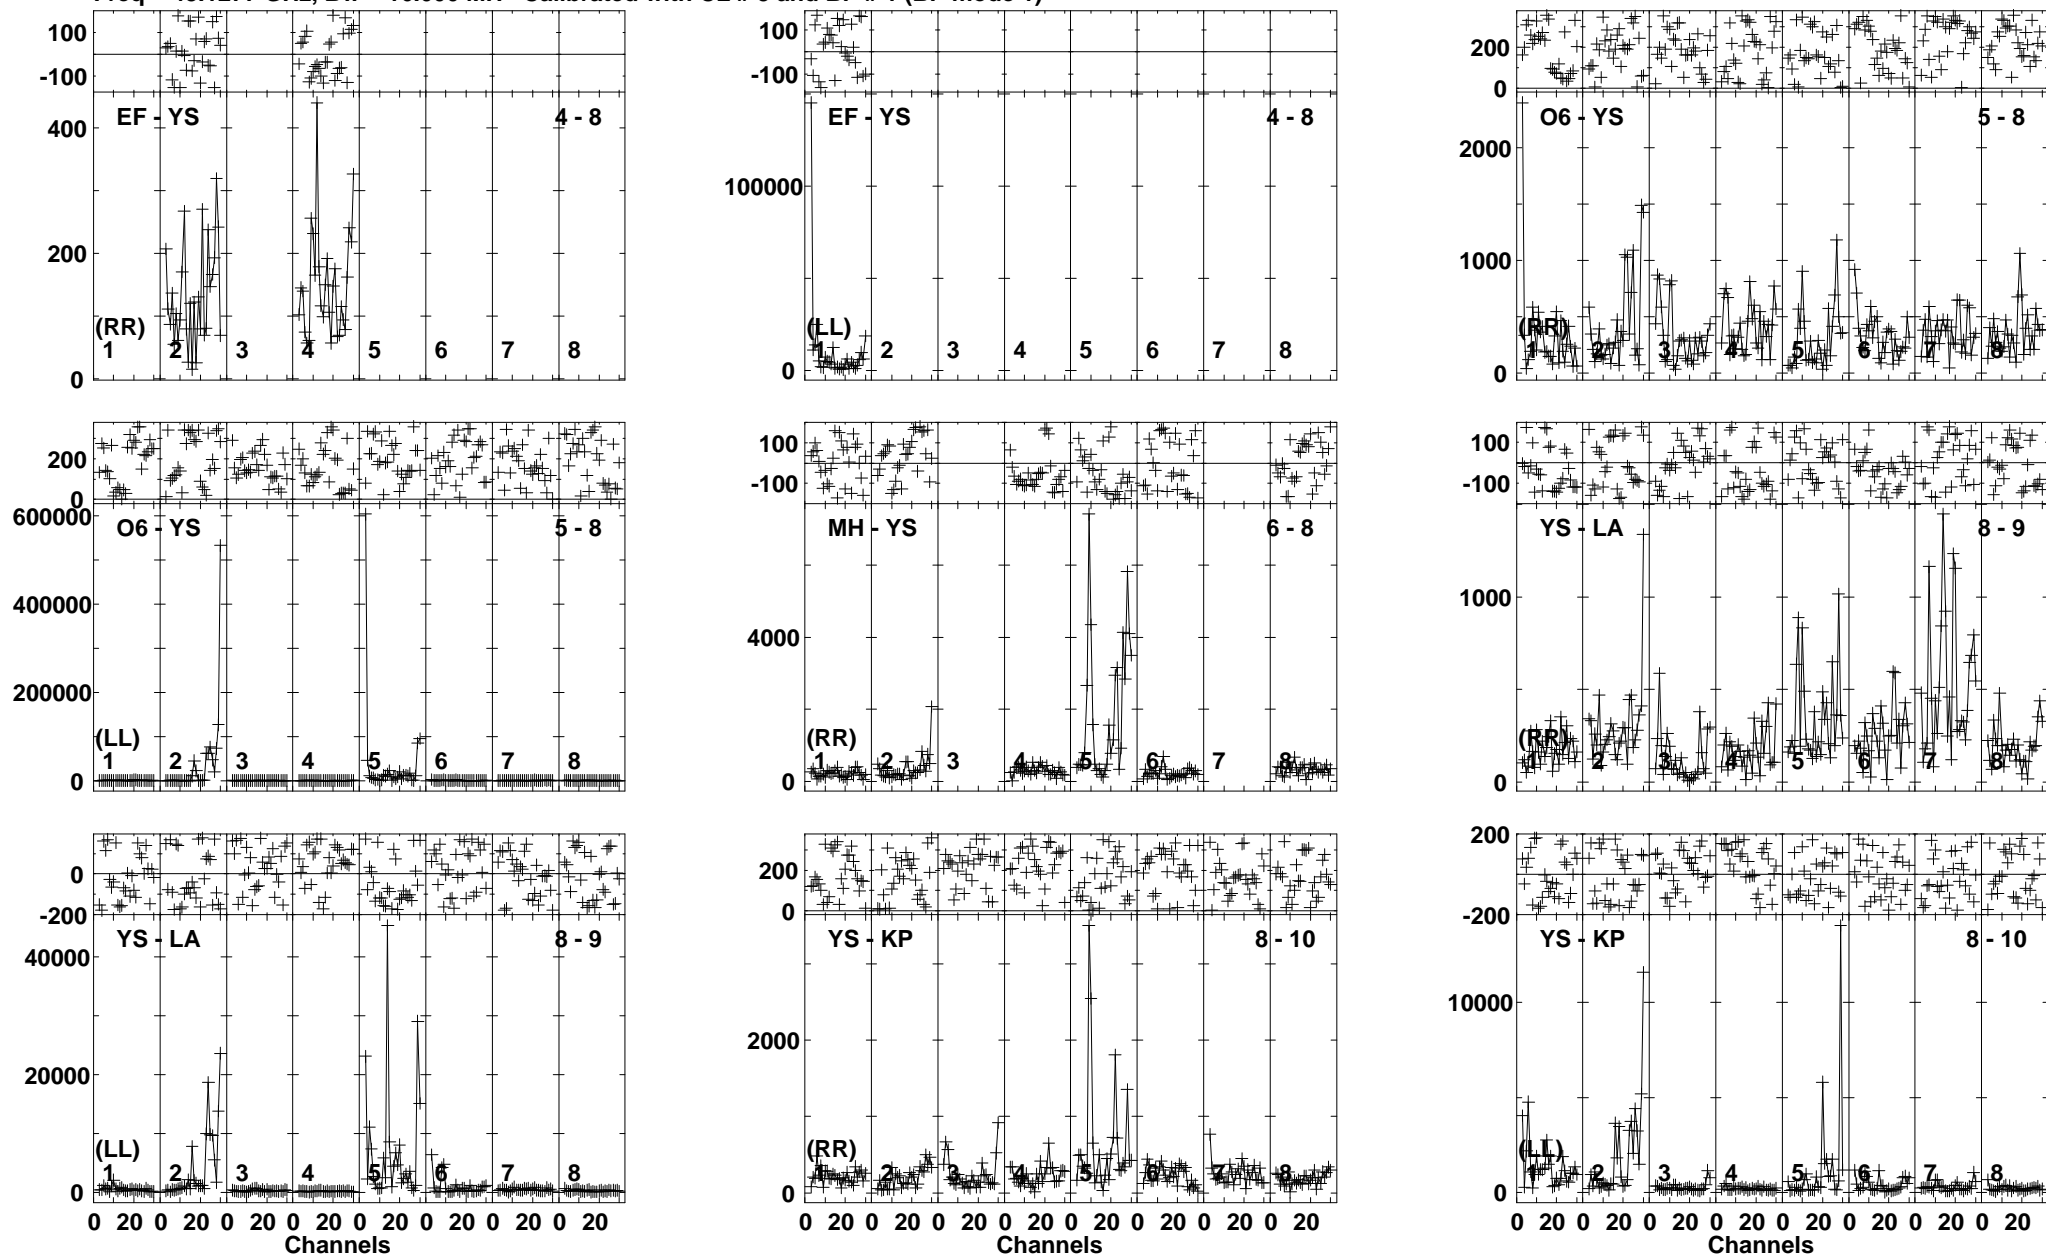 100 100 200
-100 -100 0
EF - YS 4 - 8 EF - YS 4 - 8 O6 - YS 5 - 8
400 100000 2000
200 1000
(RR) (LL) (RR)
1 2 3 4 5 6 7 8 1 2 3 4 5 6 7 8 1 2 3 4 5 6 7 8
0 0 0
200 100 100
0 -100 -100
O6 - YS 5 - 8 MH - YS 6 - 8 YS - LA 8 - 9
600000
400000 4000 1000
200000
(LL) (RR) (RR)
1 2 3 4 5 6 7 8 1 2 3 4 5 6 7 8 1 2 3 4 5 6 7 8
0 0 0
0 200 200
-200 0 -200
YS - LA 8 - 9 YS - KP 8 - 10 YS - KP 8 - 10
40000 2000 10000
20000
(LL) (RR) (LL)
1 2 3 4 5 6 7 8 1 2 3 4 5 6 7 8 1 2 3 4 5 6 7 8
0 0 0
0 20 0 20 0 20 0 20 0 20 0 20 0 20 0 20 0 20 0 20 0 20 0 20 0 20 0 20 0 20 0 20 0 20 0 20 0 20 0 20 0 20 0 20 0 20 0 20
Channels Channels Channels